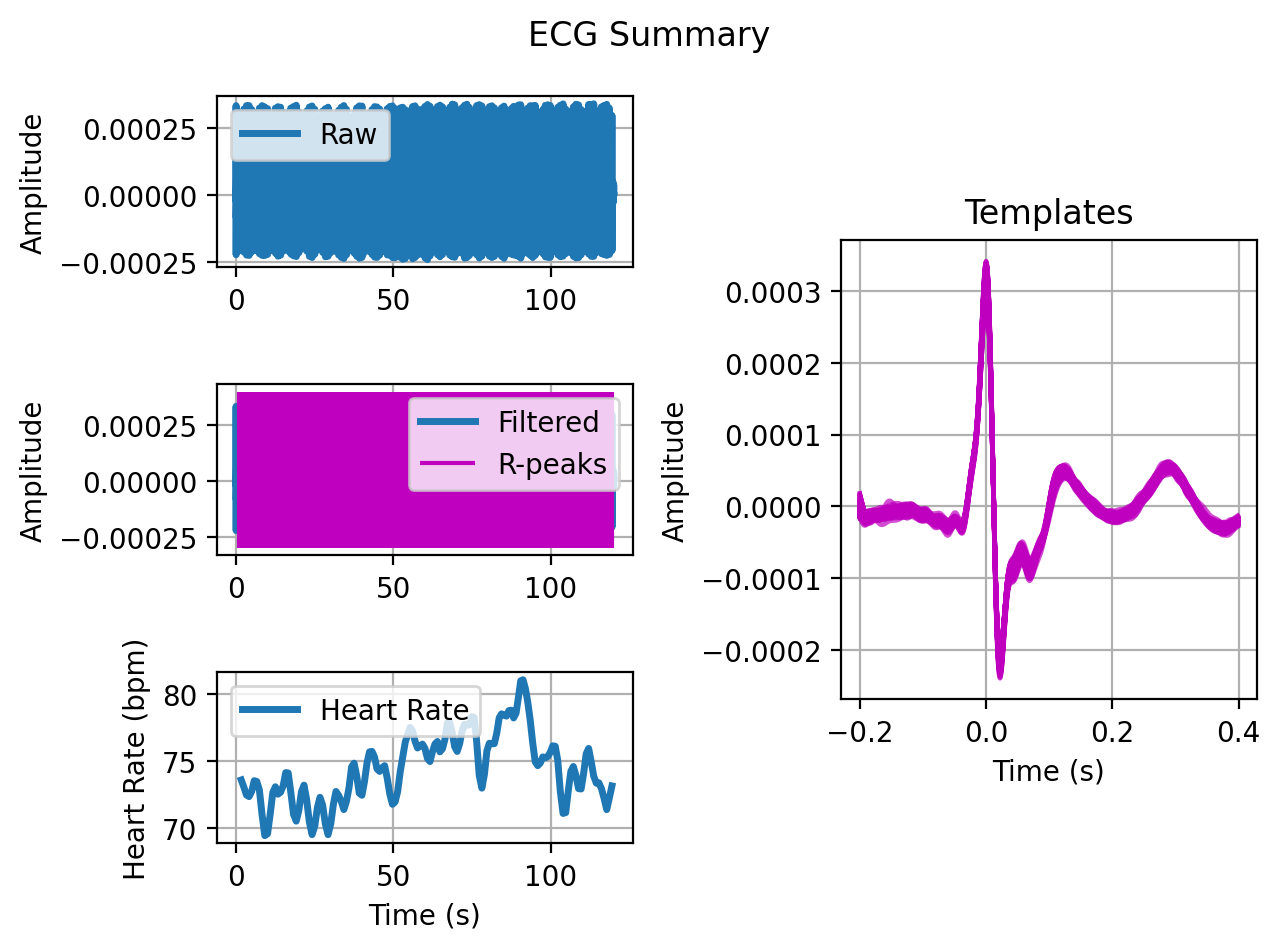 ECG Summary
Amplitude
0.00025
0.00000
−0.00025
Raw
0
50
100
Amplitude
0.00025
0.00000
−0.00025
Filtered
R-peaks
0
50
100
Heart Rate (bpm)
80
75
70
Heart Rate
0
50
100
Time (s)
Templates
Amplitude
0.0003
0.0002
0.0001
0.0000
−0.0001
−0.0002
−0.2
0.0
0.2
0.4
Time (s)